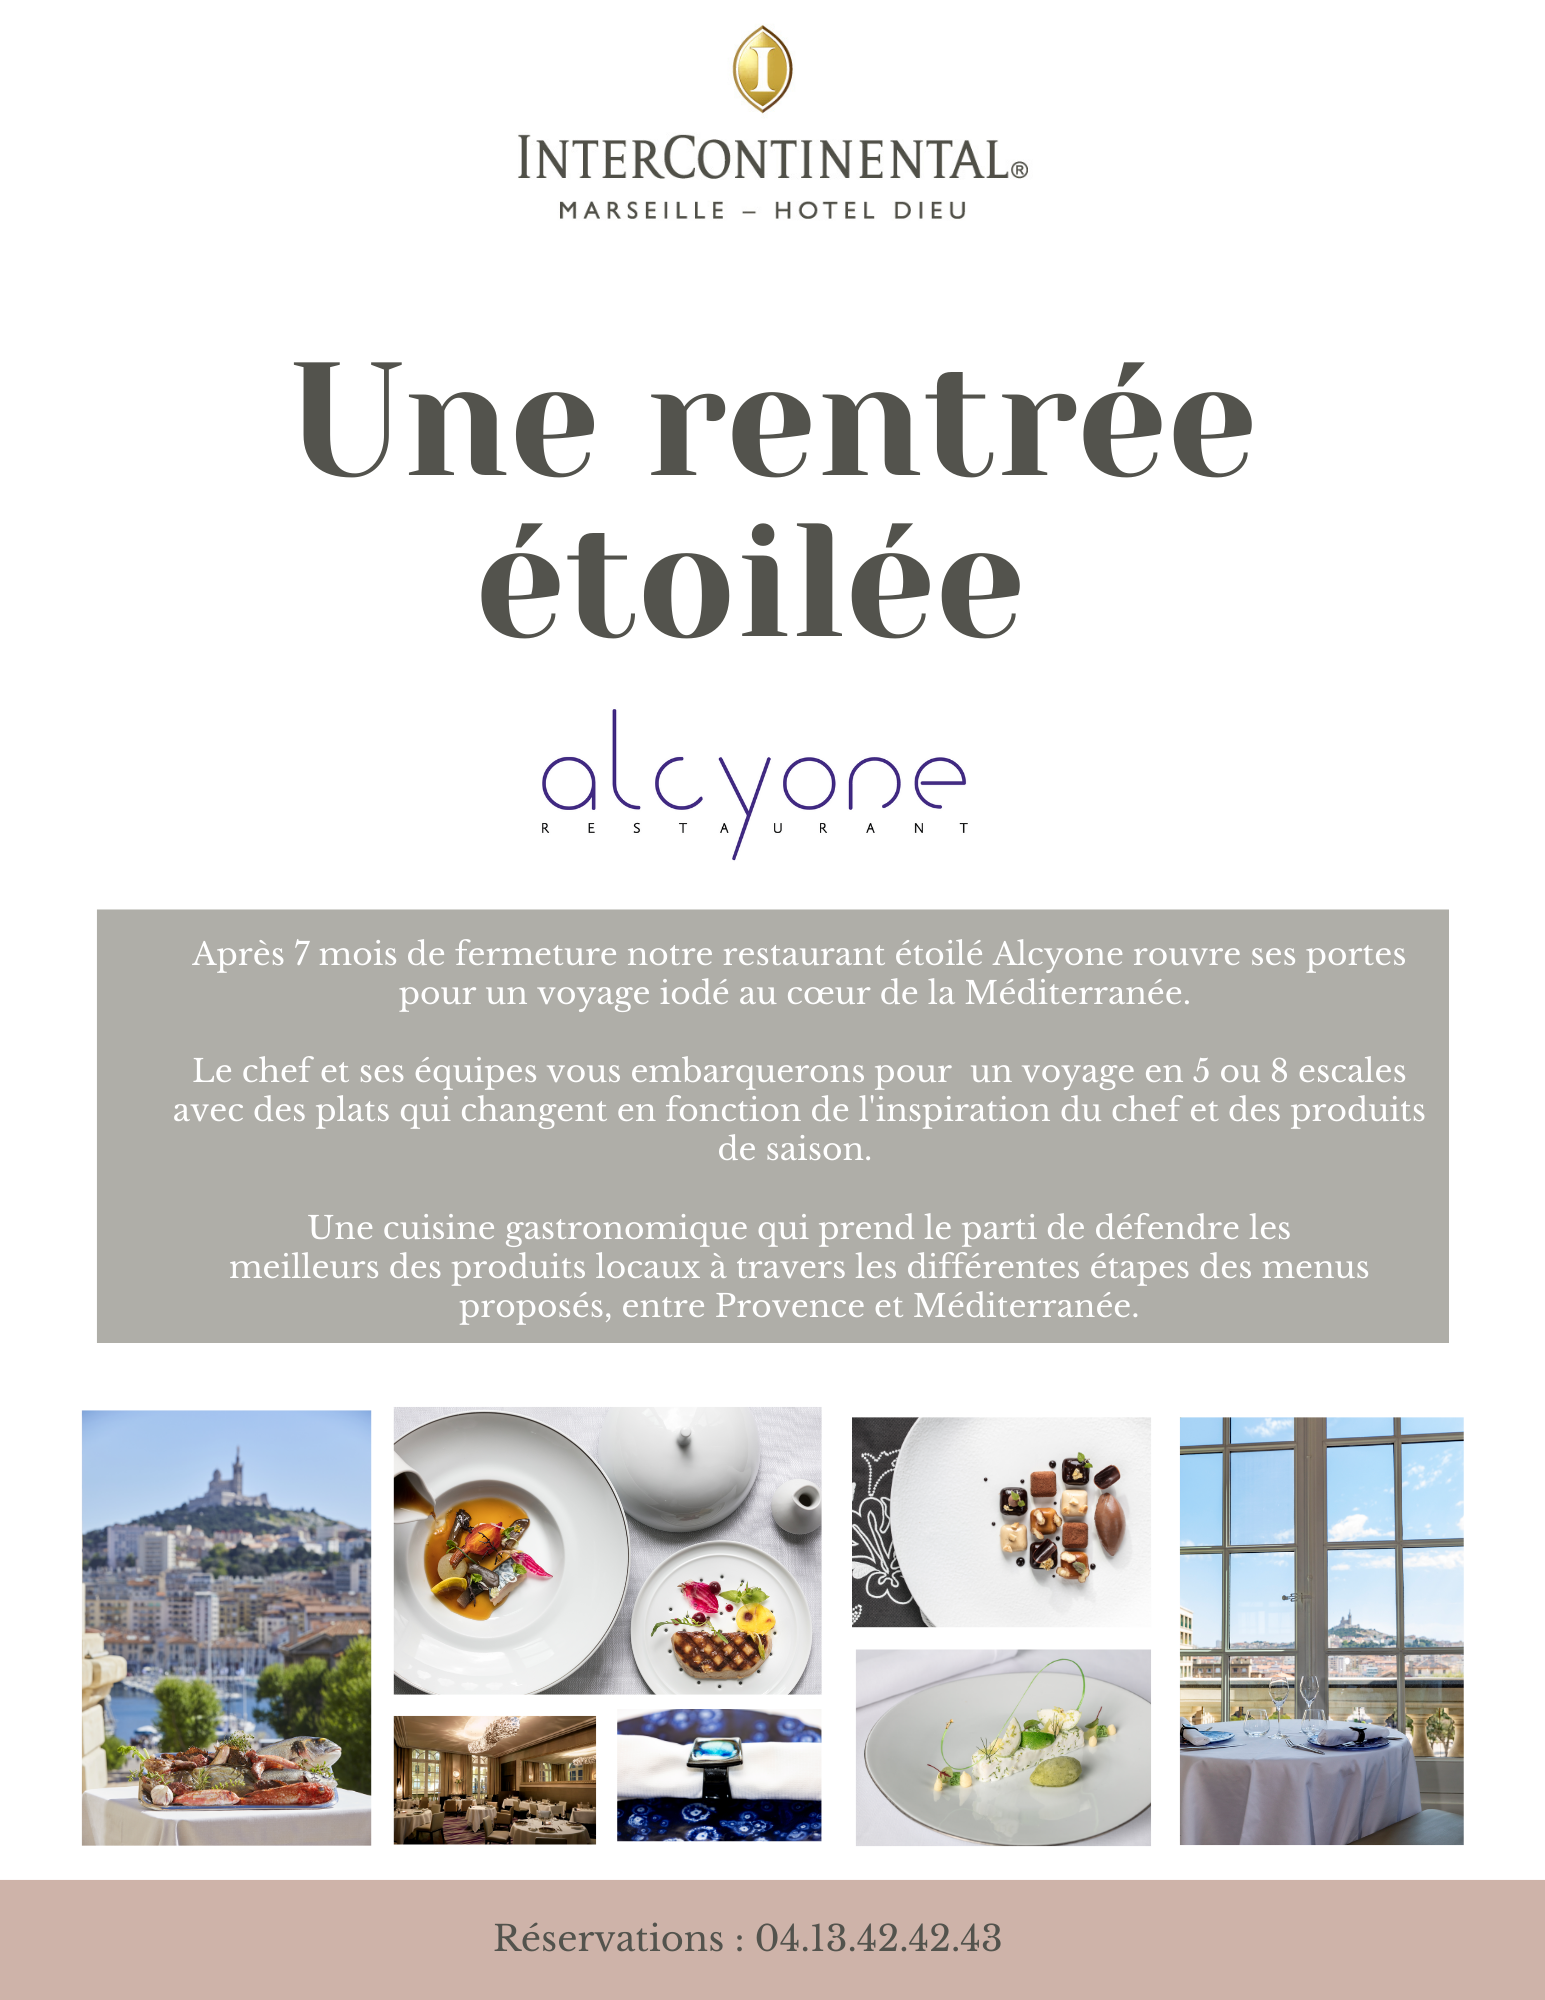 I
INTERCONTINENTAL®
MARSEILLE – HOTEL DIEU
Une rentrée
étoilée
alcyone
RESTAURANT
Après 7 mois de fermeture notre restaurant étoilé Alcyone rouvre ses portes
pour un voyage iodé au cœur de la Méditerranée.
Le chef et ses équipes vous embarquerons pour  un voyage en 5 ou 8 escales
avec des plats qui changent en fonction de l'inspiration du chef et des produits
de saison.
Une cuisine gastronomique qui prend le parti de défendre les
meilleurs des produits locaux à travers les différentes étapes des menus
proposés, entre Provence et Méditerranée.
Réservations : 04.13.42.42.43